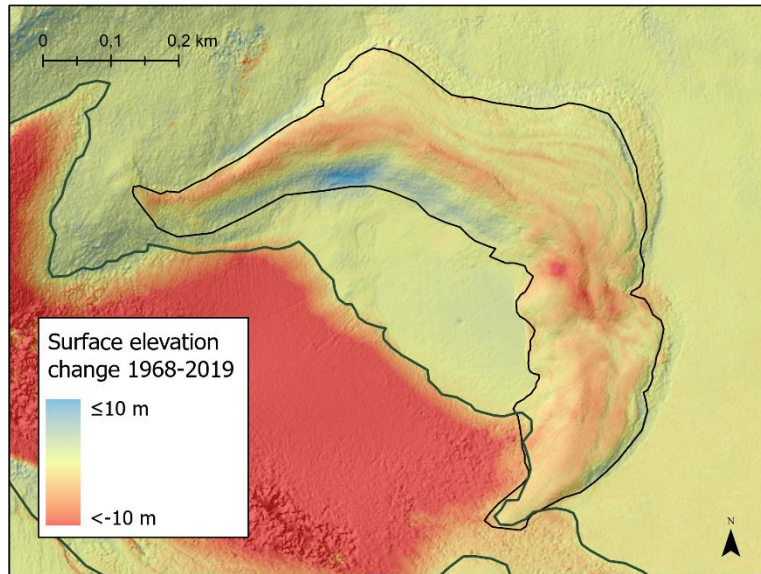 0 0,1 0,2 km
Surface elevation
change 1968-2019
≤10 m
<-10 m
N